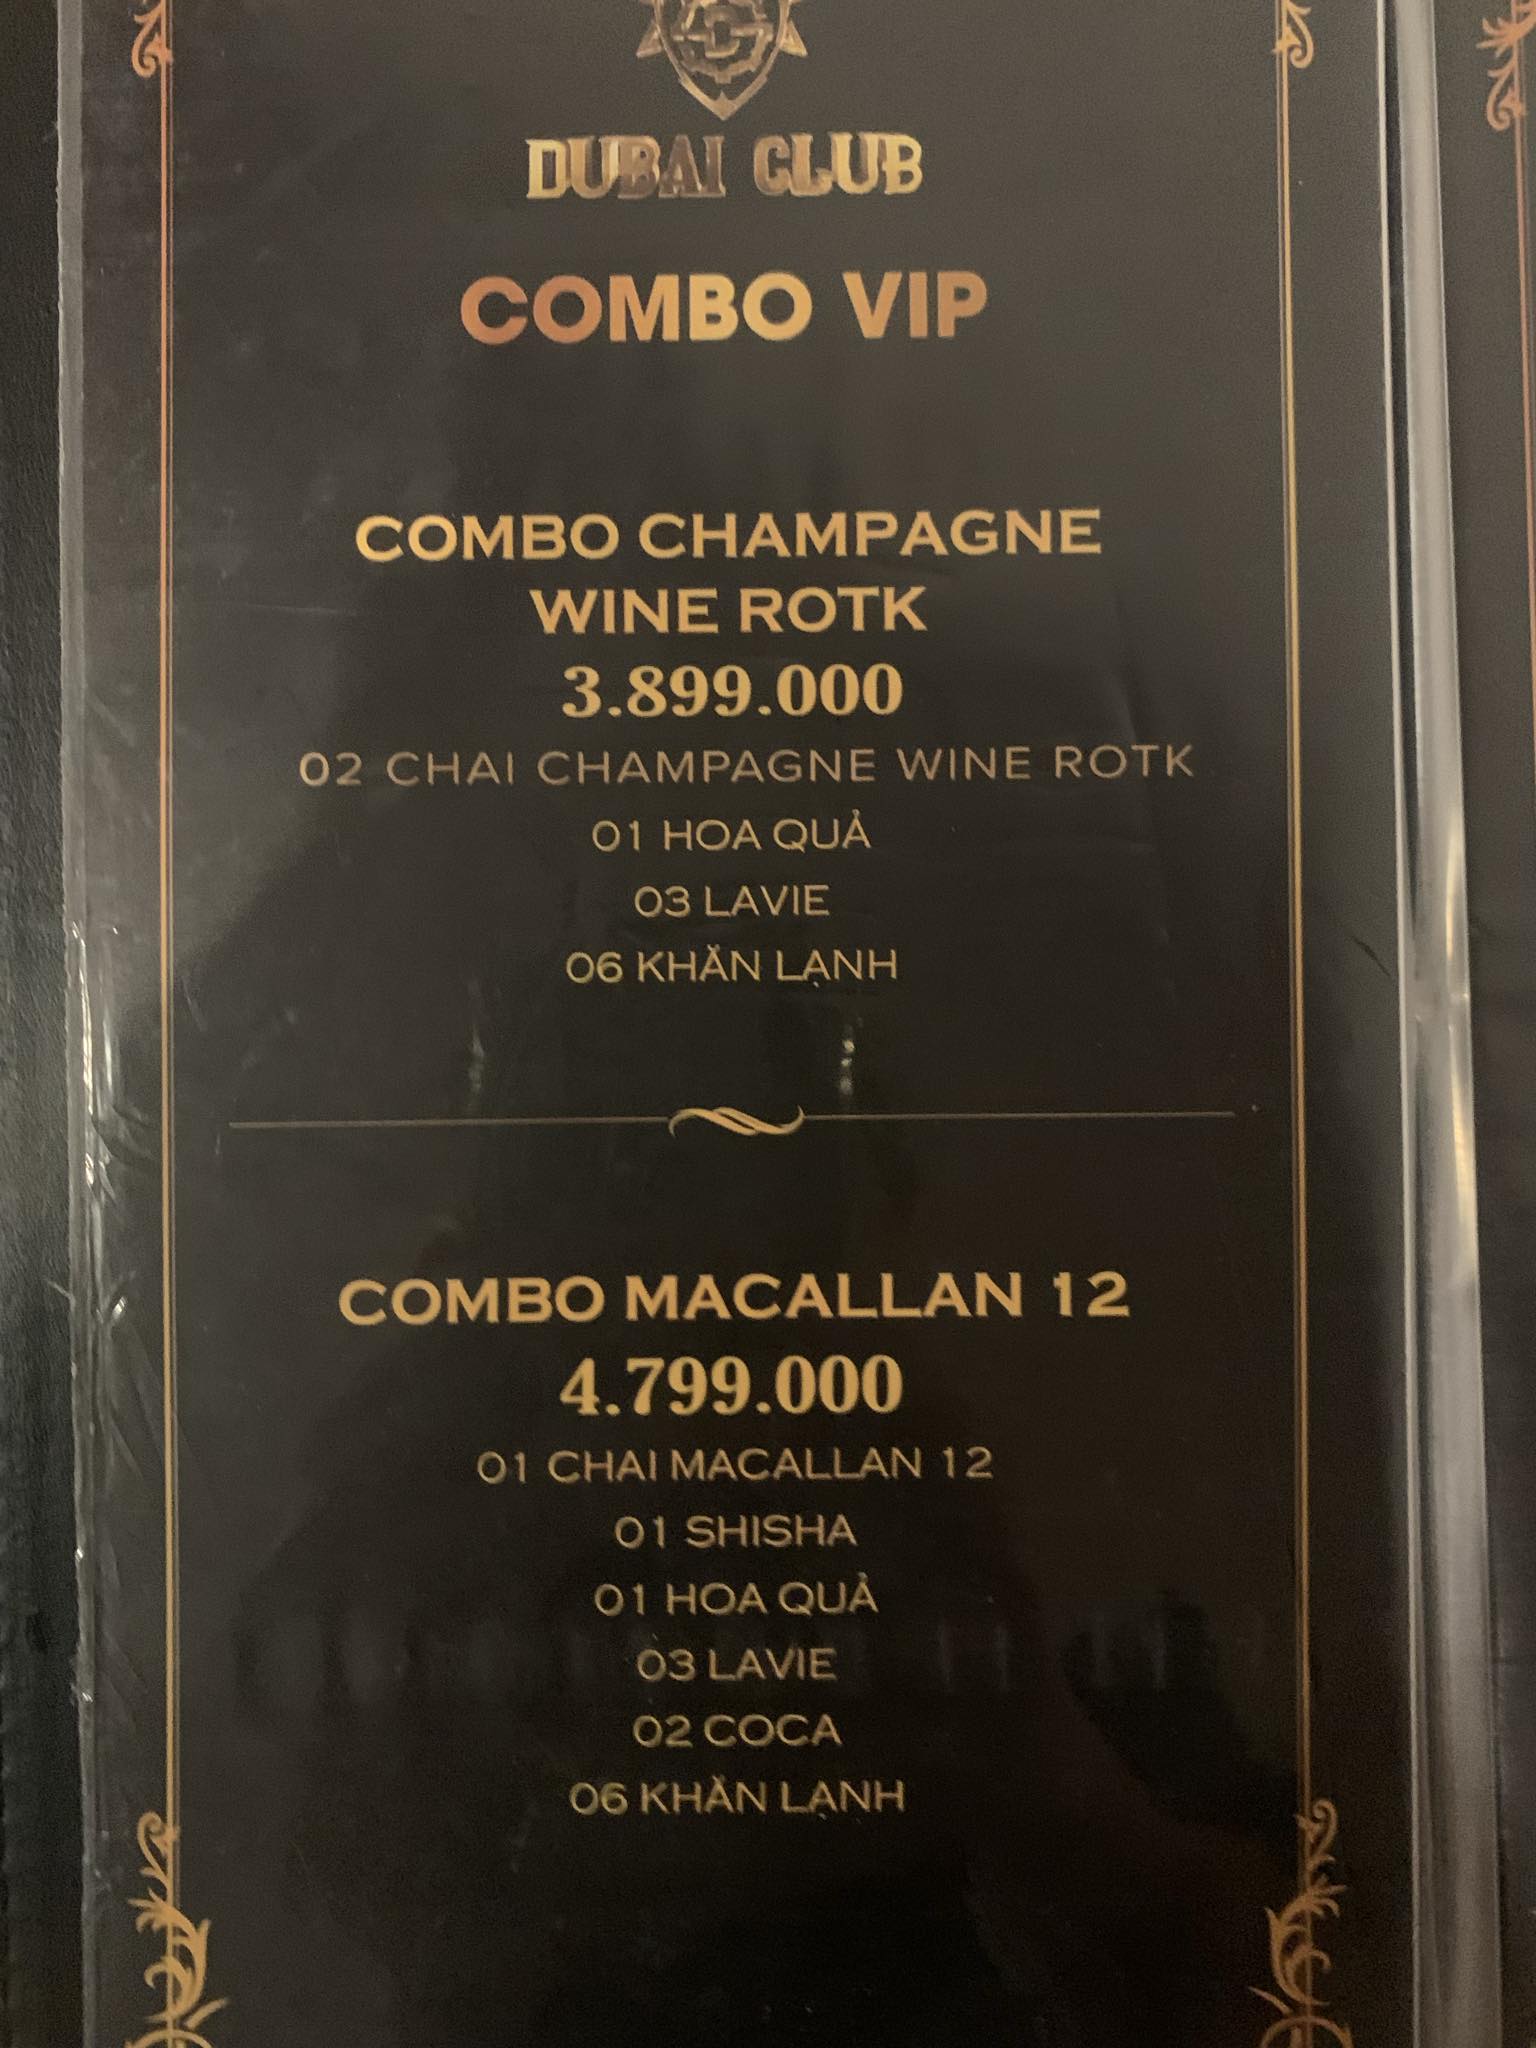 DUBAI CLUB
COMBO VIP
COMBO CHAMPAGNE
WINE ROTK
3.899.000
02 CHAI CHAMPAGNE WINE ROTK
01 HOA QUẢ
03 LAVIE
06 KHĂN LẠNH
COMBO MACALLAN 12
4.799.000
01 CHAI MACALLAN 12
01 SHISHA
01 HOA QUẢ
03 LAVIE
02 COCA
06 KHĂN LẠNH